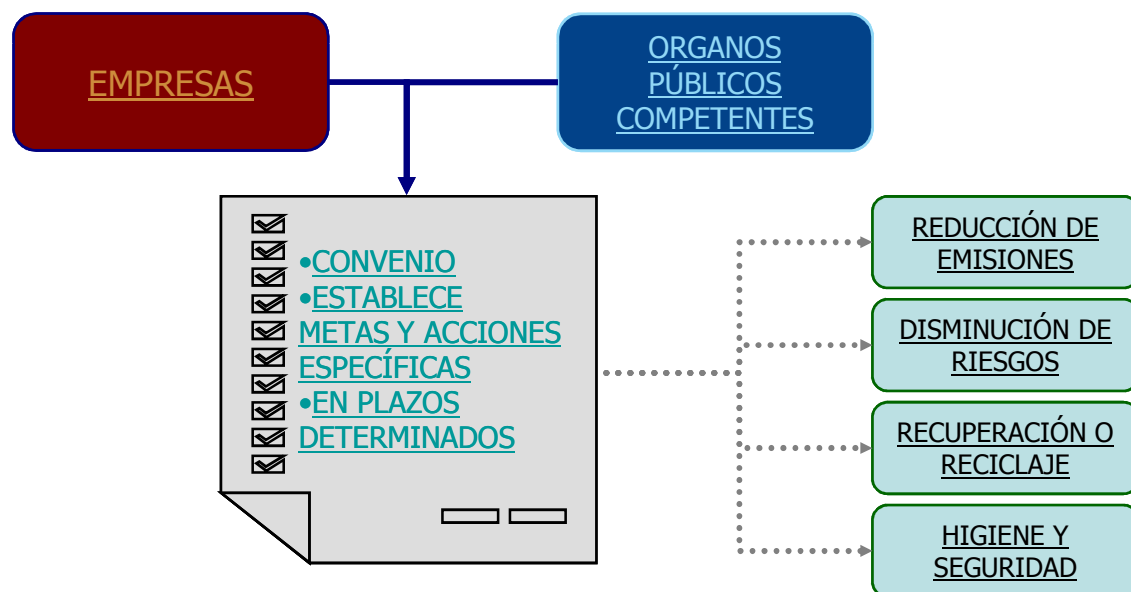 EMPRESAS
ORGANOS
PÚBLICOS
COMPETENTES
•CONVENIO
•ESTABLECE
METAS Y ACCIONES
ESPECÍFICAS
•EN PLAZOS
DETERMINADOS
REDUCCIÓN DE
EMISIONES
DISMINUCIÓN DE
RIESGOS
RECUPERACIÓN O
RECICLAJE
HIGIENE Y
SEGURIDAD